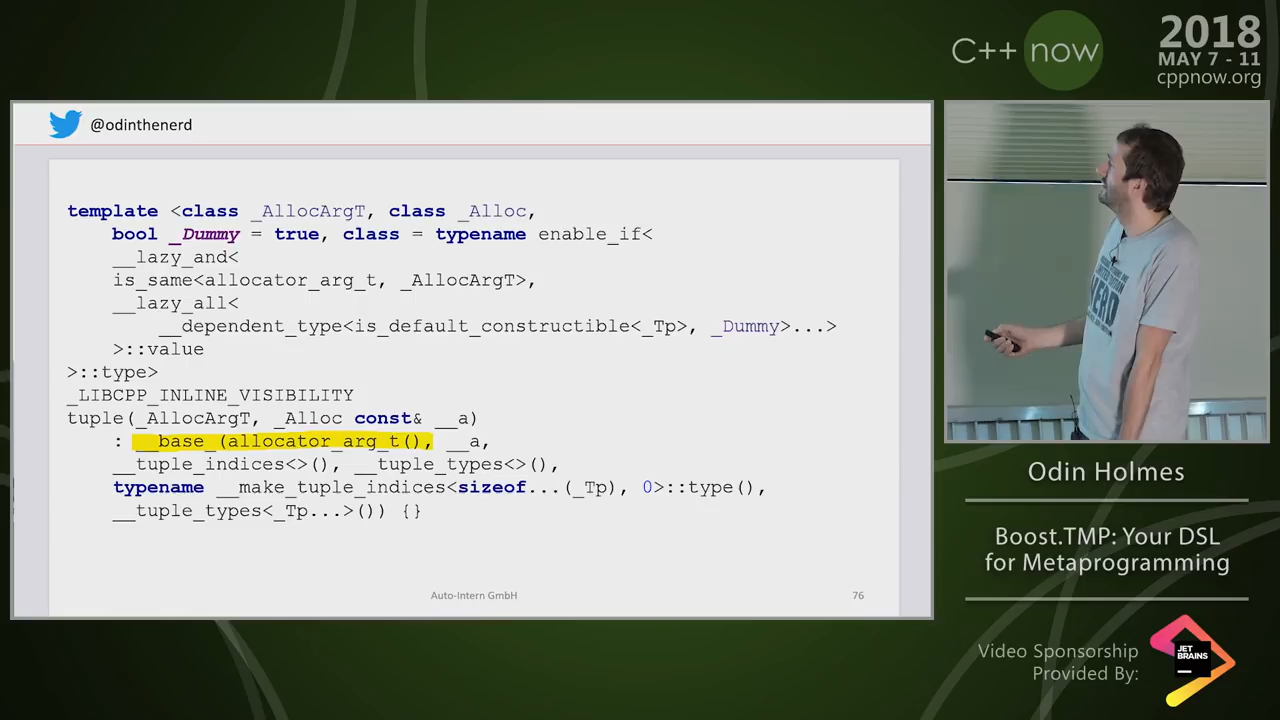 C++ now
2018
MAY 7 - 11
cppnow.org
@odinthenerd
template <class _AllocArgT, class _Alloc,
bool _Dummy = true, class = typename enable_if<
__lazy_and<
is_same<allocator_arg_t, _AllocArgT>,
__lazy_all<
__dependent_type<is_default_constructible<_Tp>, _Dummy>...>
>::value
>::type>
_LIBCPP_INLINE_VISIBILITY
tuple(_AllocArgT, _Alloc const& __a)
: __base_(allocator_arg_t(), __a,
__tuple_indices<>(), __tuple_types<>(),
typename __make_tuple_indices<sizeof...(_Tp), 0>::type(),
__tuple_types<_Tp...>()) {}
Auto-Intern GmbH
76
Odin Holmes
Boost.TMP: Your DSL
for Metaprogramming
Video Sponsorship
Provided By:
JET
BRAINS